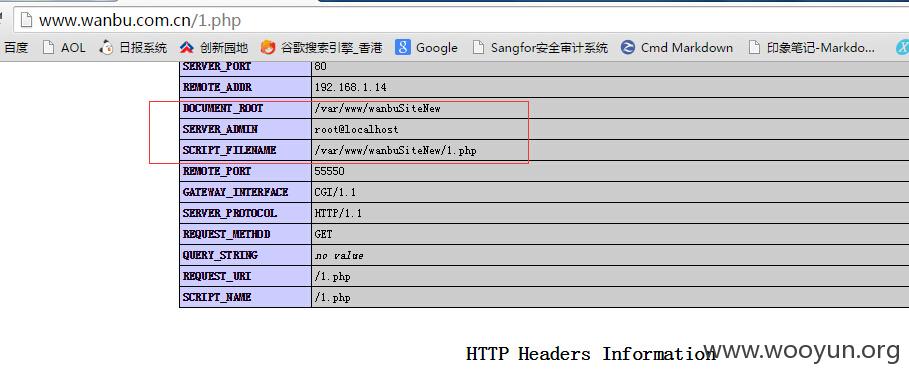 www.wanbu.com.cn/1.php
百度 AOL 日报系统 创新园地 谷歌搜索引擎_香港 Google Sangfor安全审计系统 Cmd Markdown 印象笔记-Markdo...
SERVER_PORT 80
REMOTE_ADDR 192.168.1.14
DOCUMENT_ROOT /var/www/wanbuSiteNew
SERVER_ADMIN root@localhost
SCRIPT_FILENAME /var/www/wanbuSiteNew/1.php
REMOTE_PORT 55550
GATEWAY_INTERFACE CGI/1.1
SERVER_PROTOCOL HTTP/1.1
REQUEST_METHOD GET
QUERY_STRING no value
REQUEST_URI /1.php
SCRIPT_NAME /1.php
HTTP Headers Information
www.wooyun.org